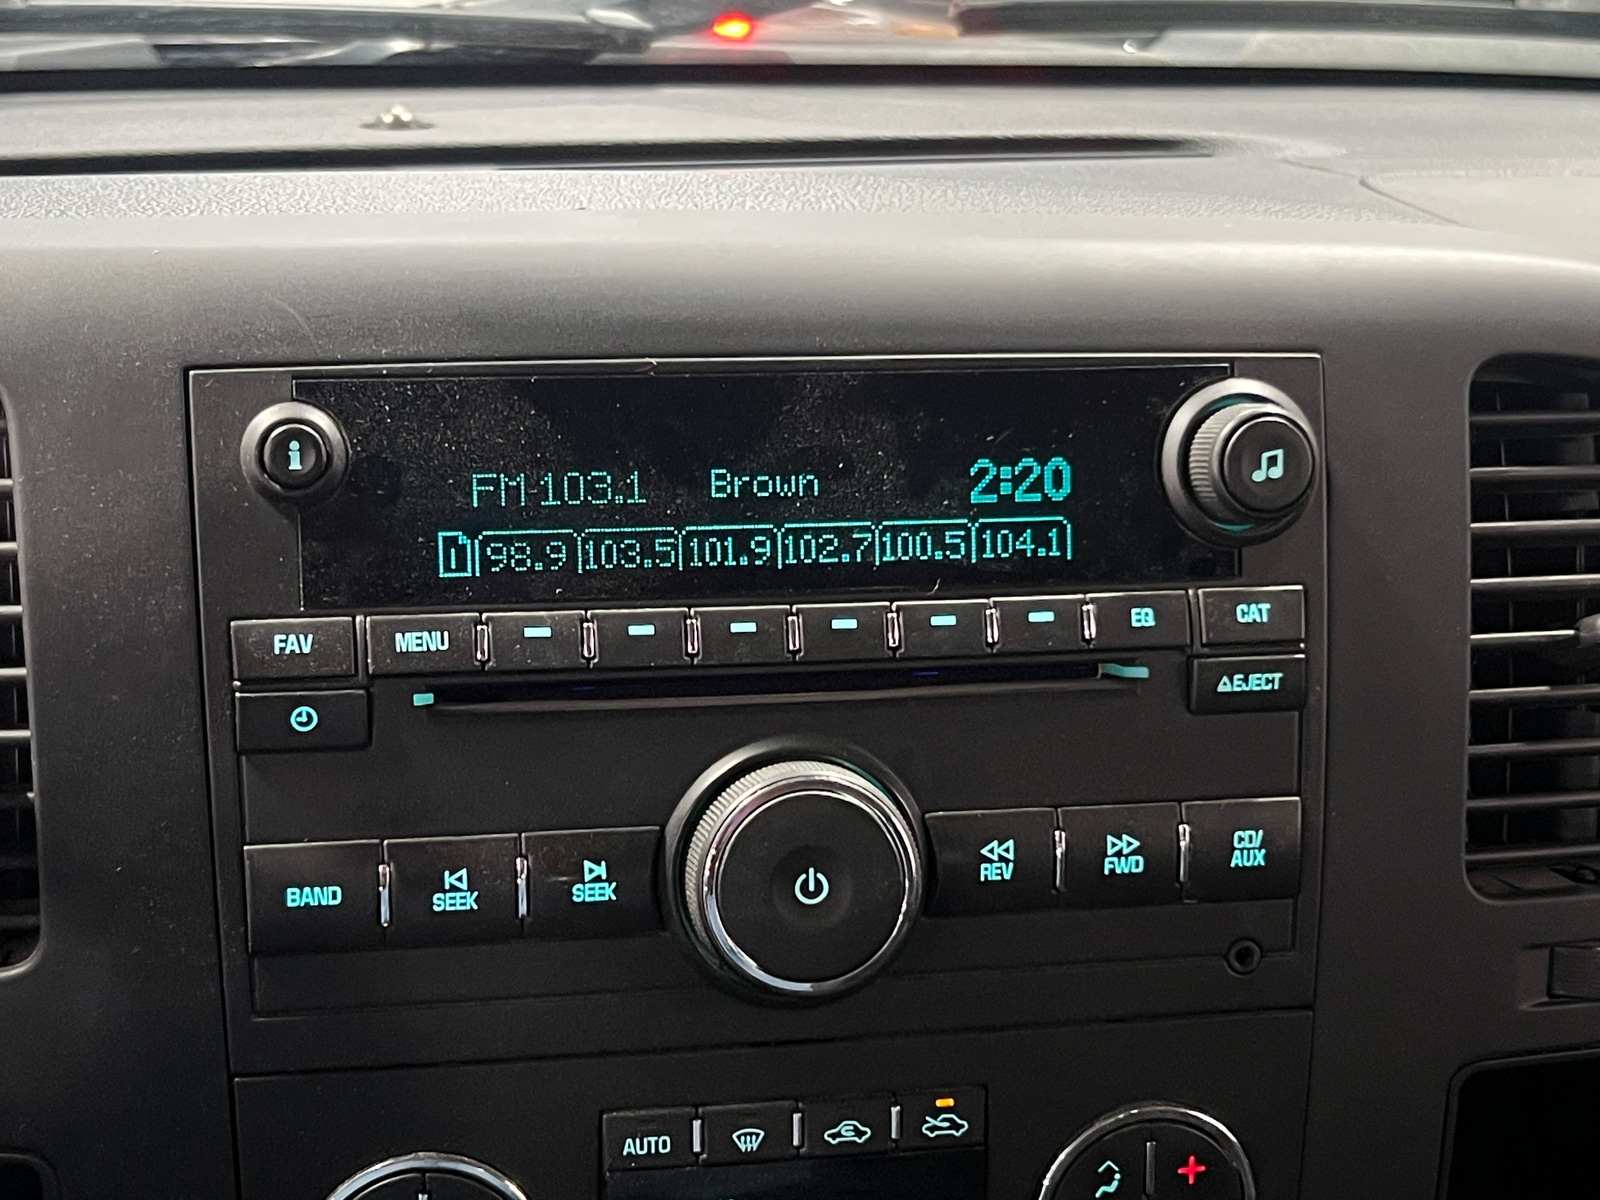 i
FM-103.1 Brown 2:20
1 98.9 103.5 101.9 102.7 100.5 104.1
FAV MENU EQ CAT
EJECT
BAND SEEK SEEK REV FWD CD/
AUX
AUTO